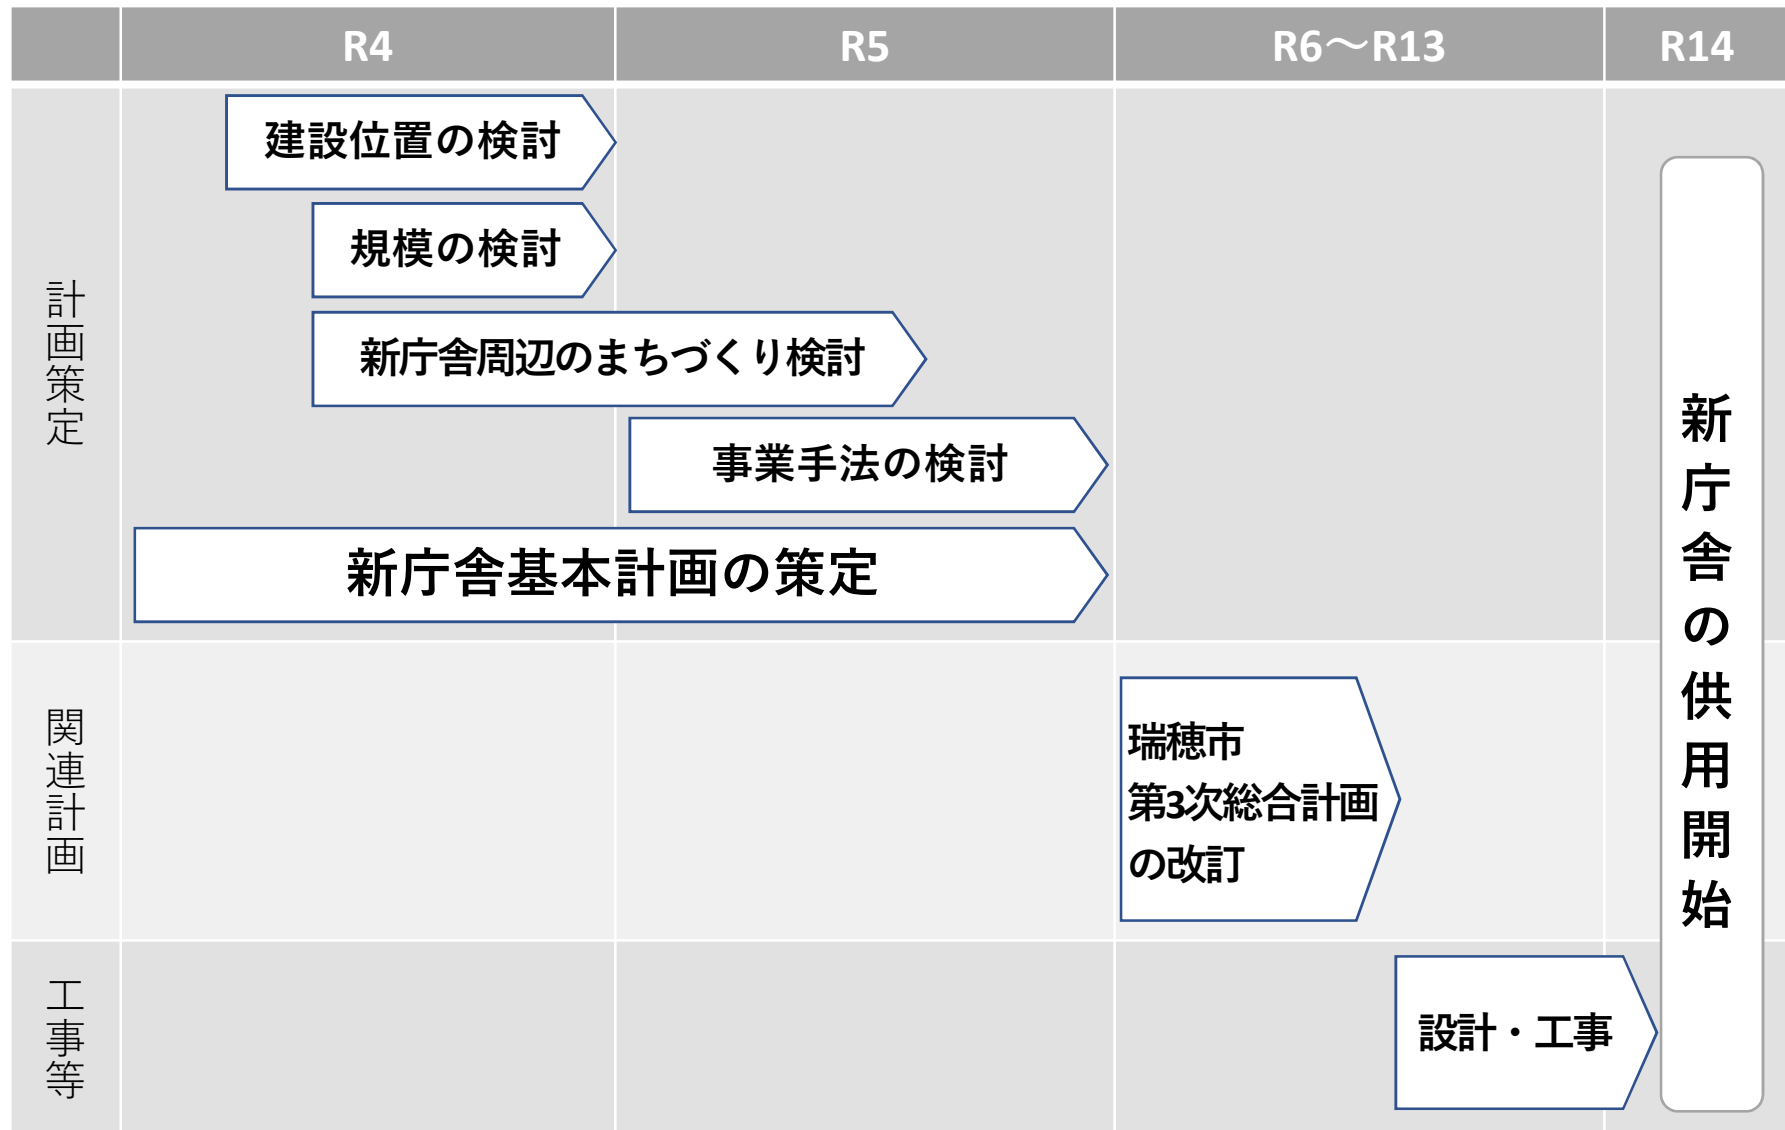 R4
R5
R6～R13
R14
計画策定
建設位置の検討
規模の検討
新庁舎周辺のまちづくり検討
事業手法の検討
新庁舎基本計画の策定
関連計画
瑞穂市
第3次総合計画
の改訂
工事等
設計・工事
新庁舎の供用開始